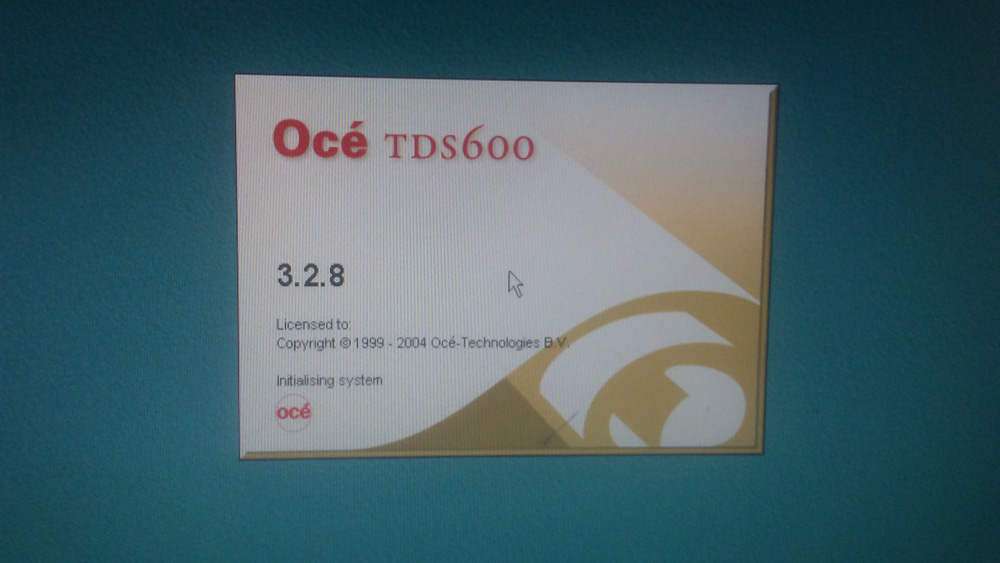 Océ TDS600
3.2.8
Licensed to:
Copyright © 1999 - 2004 Océ-Technologies B.V.
Initialising system
océ